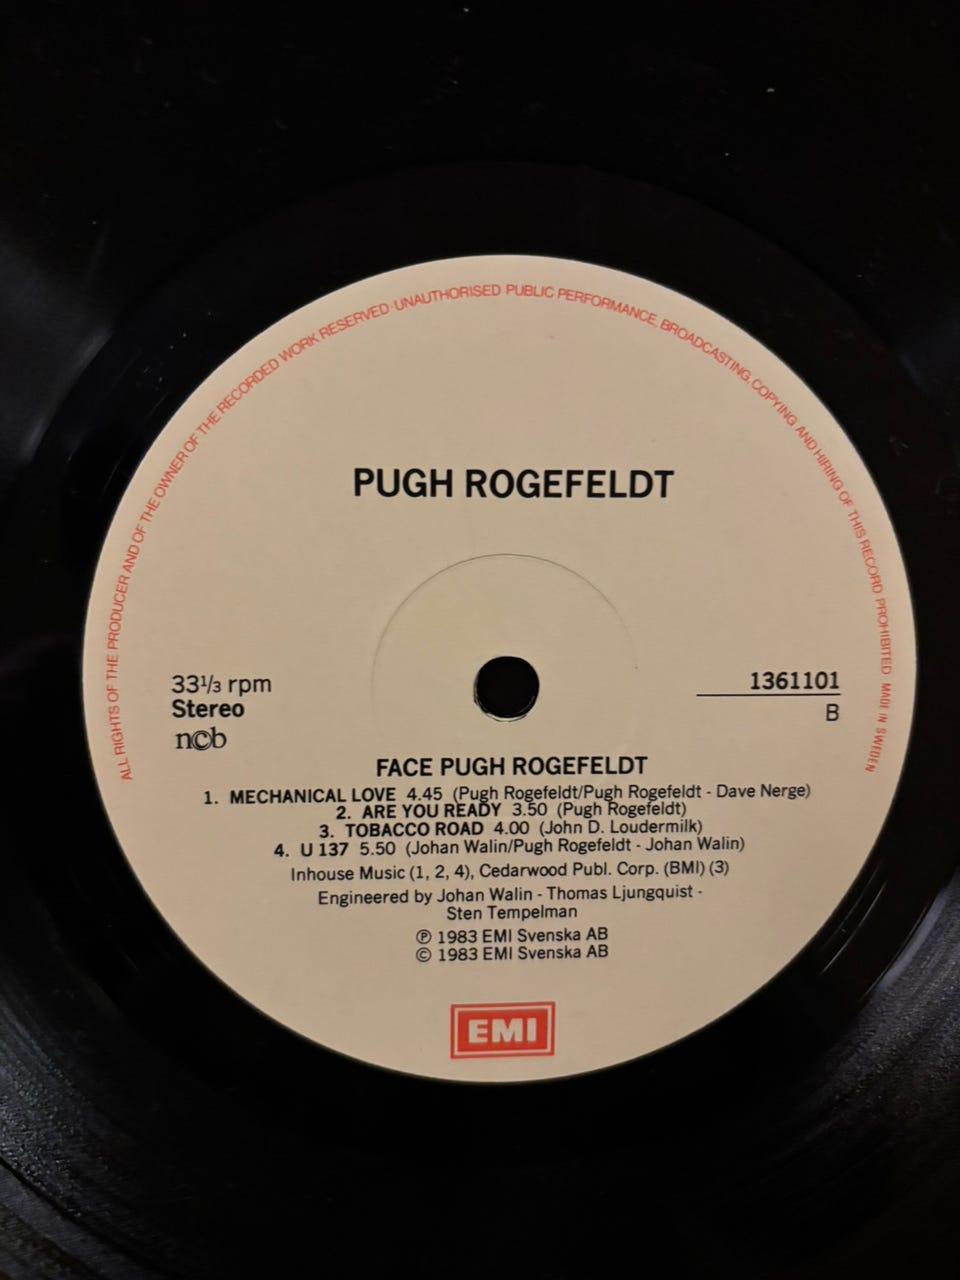 ALL RIGHTS OF THE PRODUCER AND OF THE OWNER OF THE RECORDED WORK RESERVED · UNAUTHORISED PUBLIC PERFORMANCE, BROADCASTING, COPYING AND HIRING OF THIS RECORD PROHIBITED MADE IN SWEDEN
PUGH ROGEFELDT
33⅓ rpm
Stereo
n©b
1361101
B
FACE PUGH ROGEFELDT
1. MECHANICAL LOVE 4.45 (Pugh Rogefeldt/Pugh Rogefeldt - Dave Nerge)
2. ARE YOU READY 3.50 (Pugh Rogefeldt)
3. TOBACCO ROAD 4.00 (John D. Loudermilk)
4. U 137 5.50 (Johan Walin/Pugh Rogefeldt - Johan Walin)
Inhouse Music (1, 2, 4), Cedarwood Publ. Corp. (BMI) (3)
Engineered by Johan Walin - Thomas Ljungquist -
Sten Tempelman
℗ 1983 EMI Svenska AB
© 1983 EMI Svenska AB
EMI